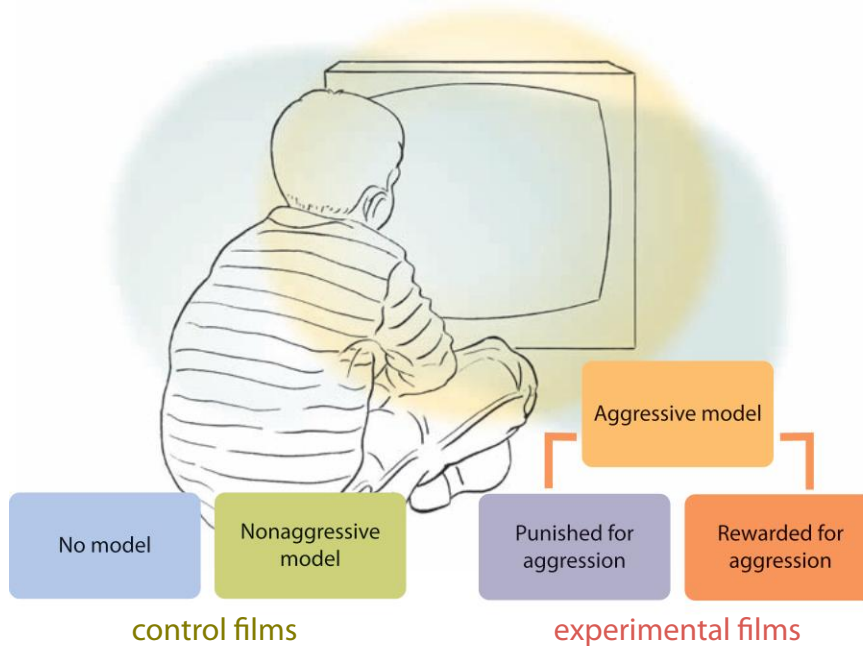 Aggressive model
No model
Nonaggressive
model
Punished for
aggression
Rewarded for
aggression
control films
experimental films